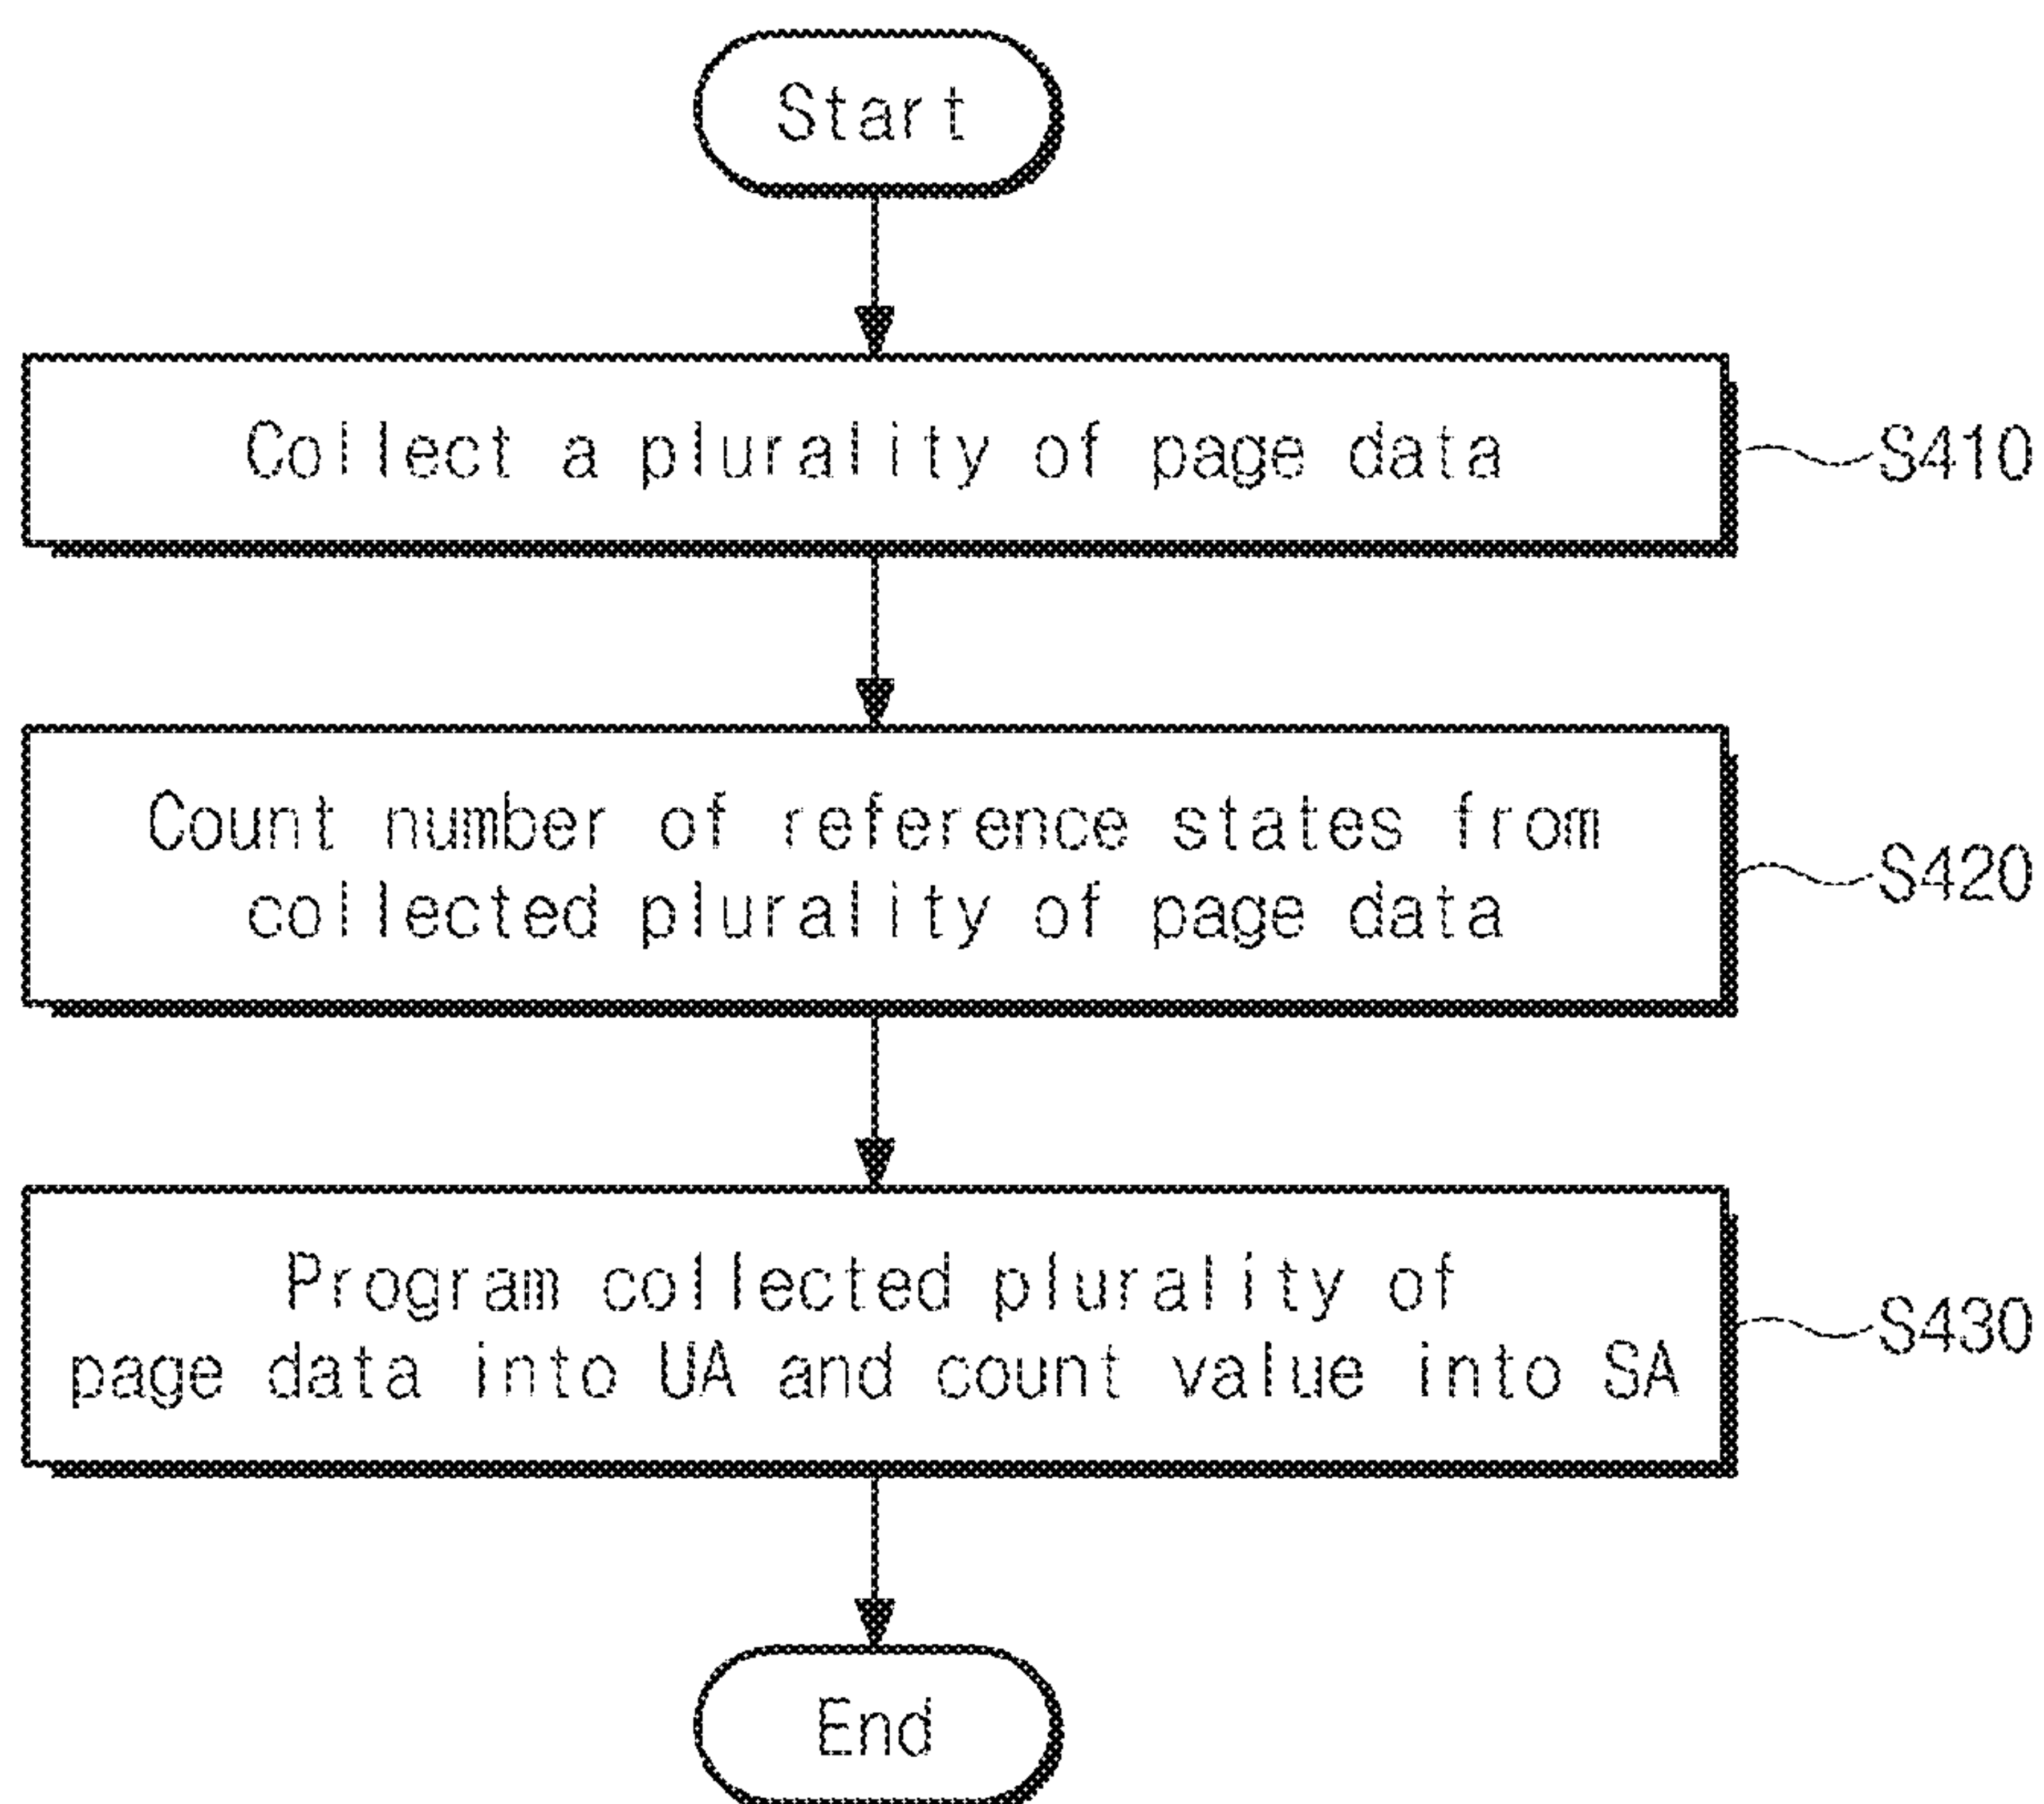 Start
Collect a plurality of page data
S410
Count number of reference states from
collected plurality of page data
S420
Program collected plurality of
page data into UA and count value into SA
S430
End